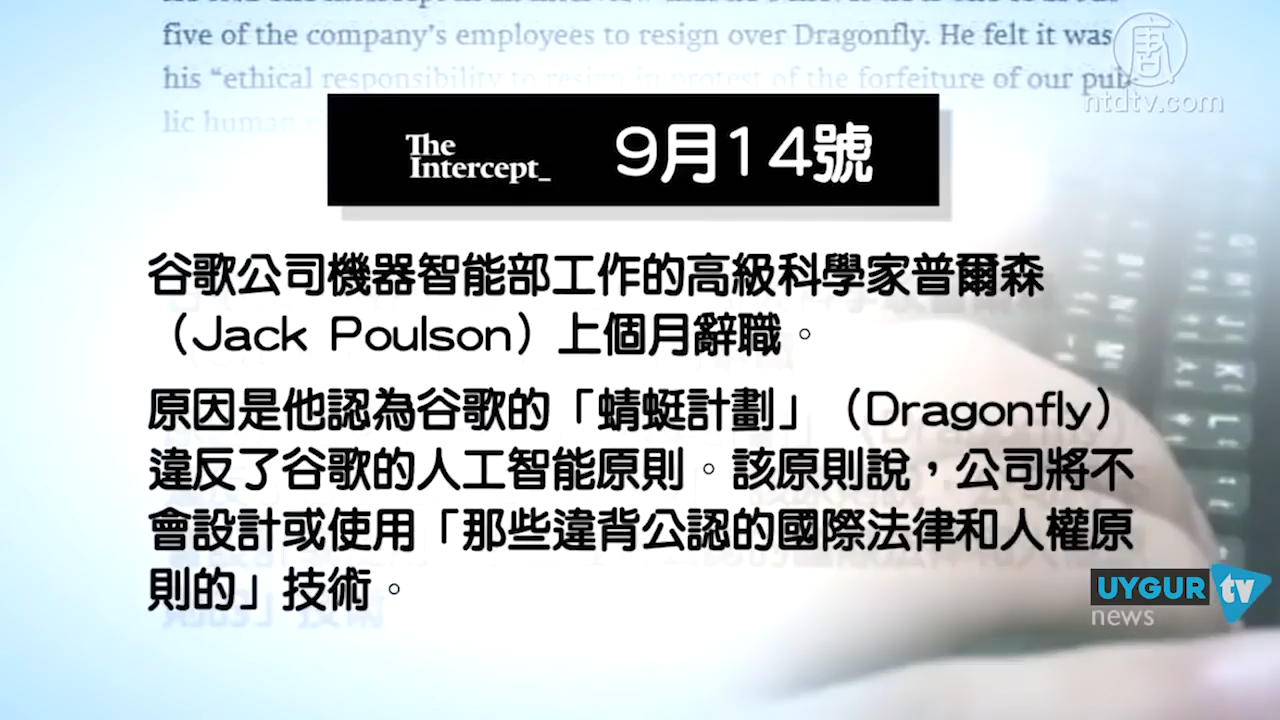 five of the company's employees to resign over Dragonfly. He felt it was
his "ethical responsibility to resign in protest of the forfeiture of our pub-
lic human
ntdtv.com
The
Intercept_
9月14號
谷歌公司機器智能部工作的高級科學家普爾森
（Jack Poulson）上個月辭職。
原因是他認為谷歌的「蜻蜓計劃」（Dragonfly）
違反了谷歌的人工智能原則。該原則說，公司將不
會設計或使用「那些違背公認的國際法律和人權原
則的」技術。
UYGUR tv
news